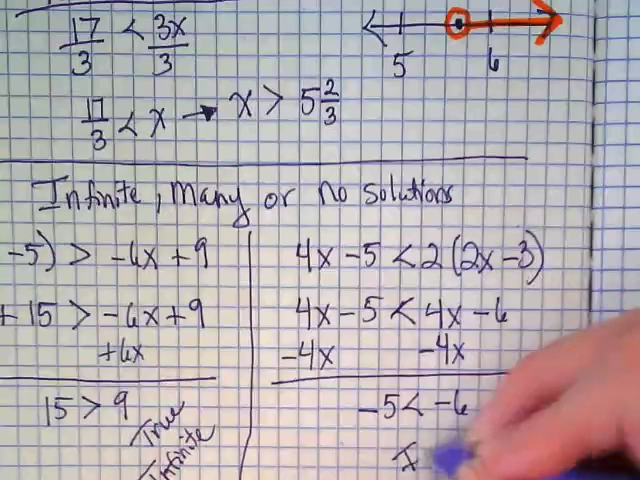 17/3 < 3x/3
5 6
17/3 < x → x > 5 2/3
Infinite, many or no solutions
-5) > -6x + 9
+ 15 > -6x + 9
+6x
15 > 9
True
Infinite
4x - 5 < 2(2x - 3)
4x - 5 < 4x - 6
-4x -4x
-5 < -6